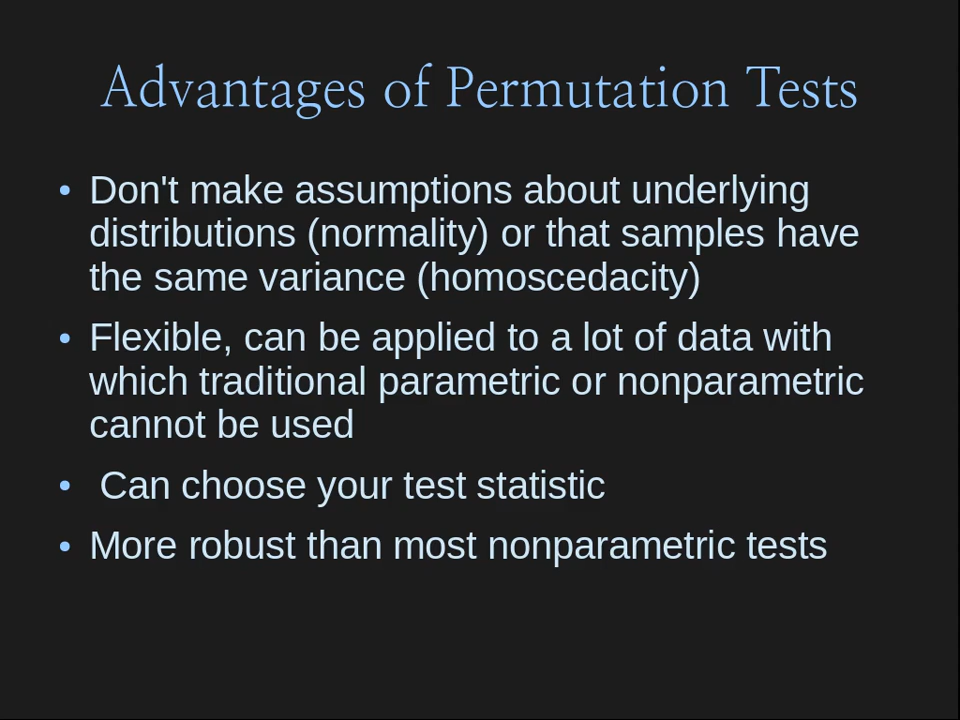 Advantages of Permutation Tests
• Don't make assumptions about underlying
distributions (normality) or that samples have
the same variance (homoscedacity)
• Flexible, can be applied to a lot of data with
which traditional parametric or nonparametric
cannot be used
• Can choose your test statistic
• More robust than most nonparametric tests